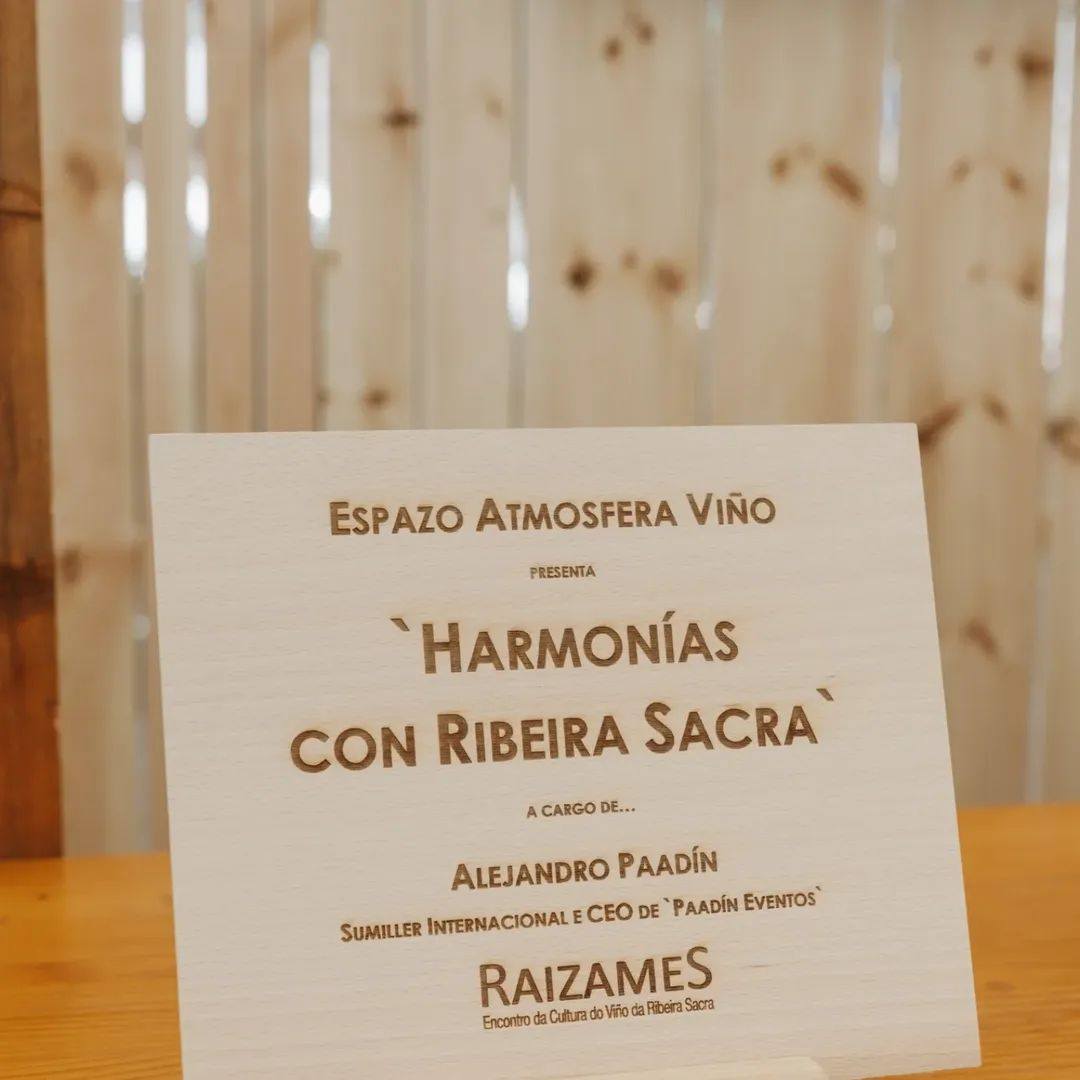 ESPAZO ATMOSFERA VIÑO
PRESENTA
`HARMONÍAS
CON RIBEIRA SACRA`
A CARGO DE...
ALEJANDRO PAADÍN
SUMILLER INTERNACIONAL E CEO DE `PAADÍN EVENTOS`
RAIZAMES
Encontro da Cultura do Viño da Ribeira Sacra